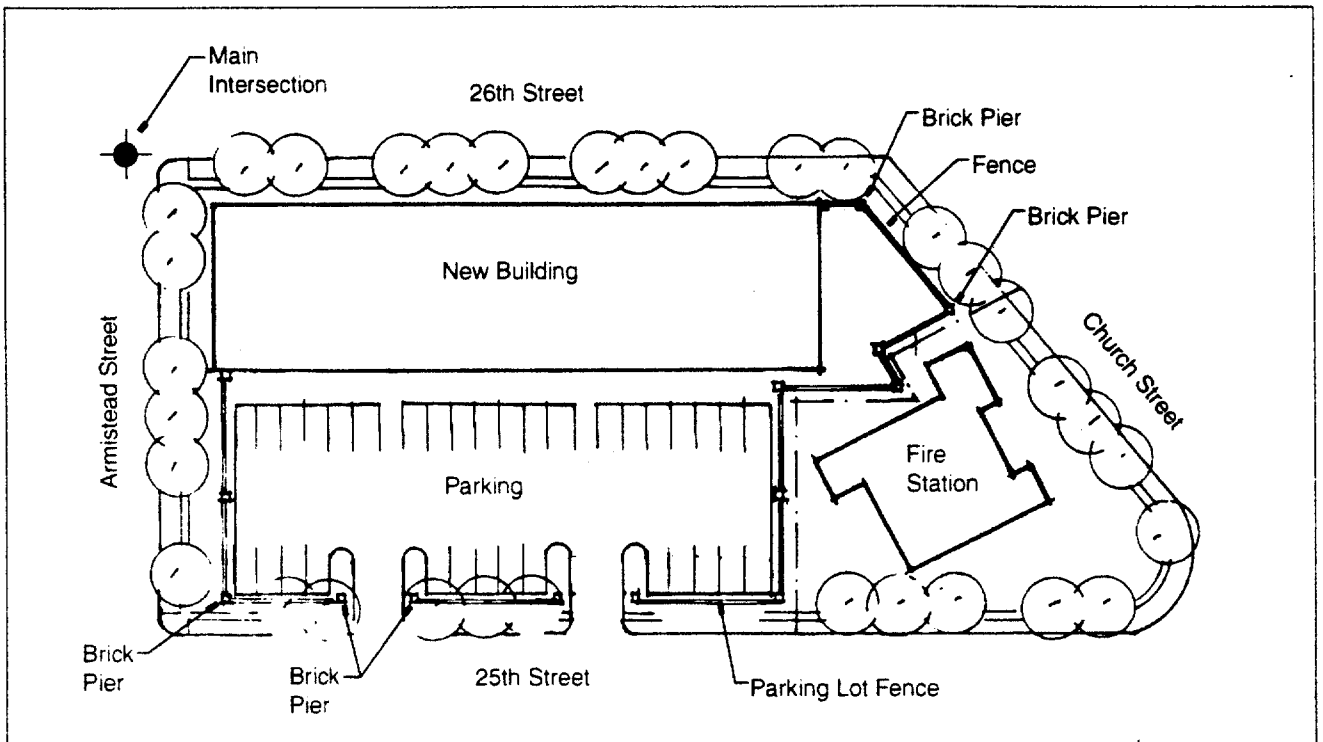 Main
Intersection
26th Street
Brick Pier
Fence
Brick Pier
New Building
Armistead Street
Church Street
Parking
Fire
Station
Brick
Pier
Brick
Pier
25th Street
Parking Lot Fence